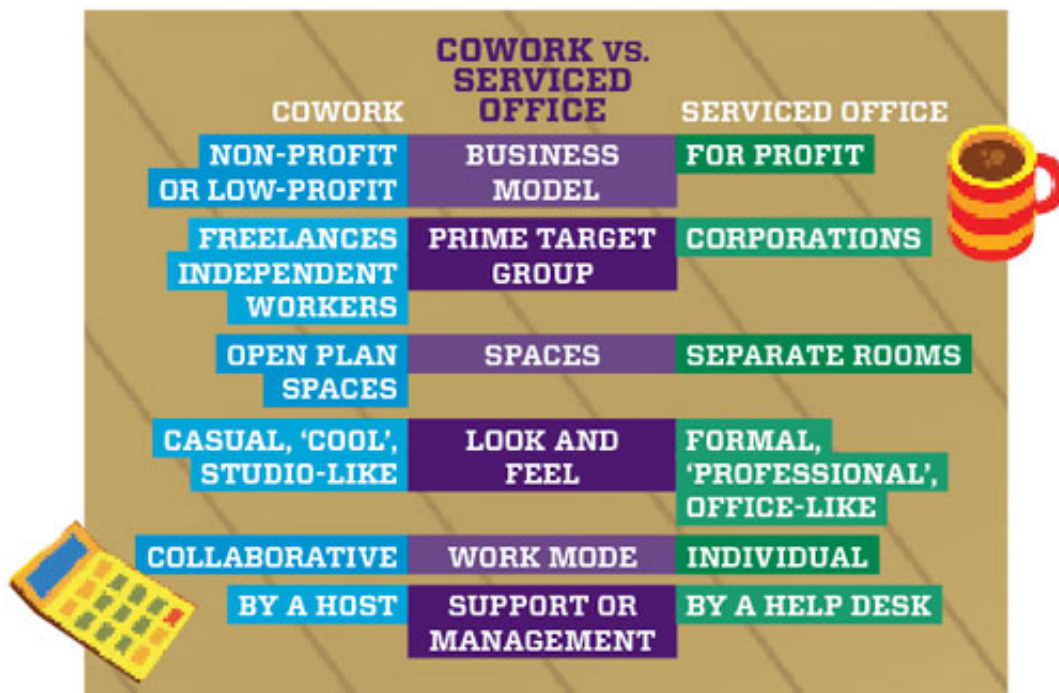 COWORK VS.
SERVICED
OFFICE
COWORK
SERVICED OFFICE
NON-PROFIT
OR LOW-PROFIT
BUSINESS
MODEL
FOR PROFIT
FREELANCES
INDEPENDENT
WORKERS
PRIME TARGET
GROUP
CORPORATIONS
OPEN PLAN
SPACES
SPACES
SEPARATE ROOMS
CASUAL, ‘COOL’,
STUDIO-LIKE
LOOK AND
FEEL
FORMAL,
‘PROFESSIONAL’,
OFFICE-LIKE
COLLABORATIVE
WORK MODE
INDIVIDUAL
BY A HOST
SUPPORT OR
MANAGEMENT
BY A HELP DESK